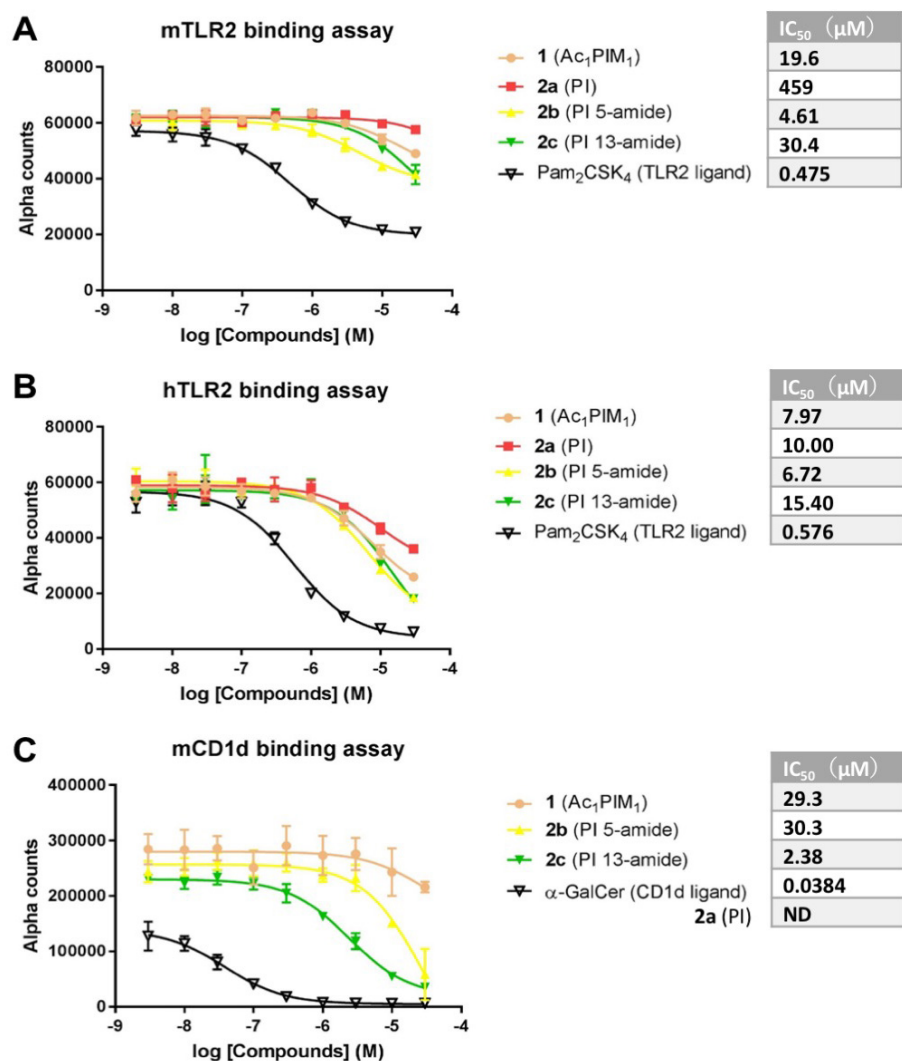 A
mTLR2 binding assay
80000
60000
40000
20000
0
Alpha counts
-9 -8 -7 -6 -5 -4
log [Compounds] (M)
1 (Ac₁PIM₁)
2a (PI)
2b (PI 5-amide)
2c (PI 13-amide)
Pam₂CSK₄ (TLR2 ligand)
IC₅₀ (μM)
19.6
459
4.61
30.4
0.475
B
hTLR2 binding assay
80000
60000
40000
20000
0
Alpha counts
-9 -8 -7 -6 -5 -4
log [Compounds] (M)
1 (Ac₁PIM₁)
2a (PI)
2b (PI 5-amide)
2c (PI 13-amide)
Pam₂CSK₄ (TLR2 ligand)
IC₅₀ (μM)
7.97
10.00
6.72
15.40
0.576
C
mCD1d binding assay
400000
300000
200000
100000
0
Alpha counts
-9 -8 -7 -6 -5 -4
log [Compounds] (M)
1 (Ac₁PIM₁)
2b (PI 5-amide)
2c (PI 13-amide)
α-GalCer (CD1d ligand)
2a (PI)
IC₅₀ (μM)
29.3
30.3
2.38
0.0384
ND